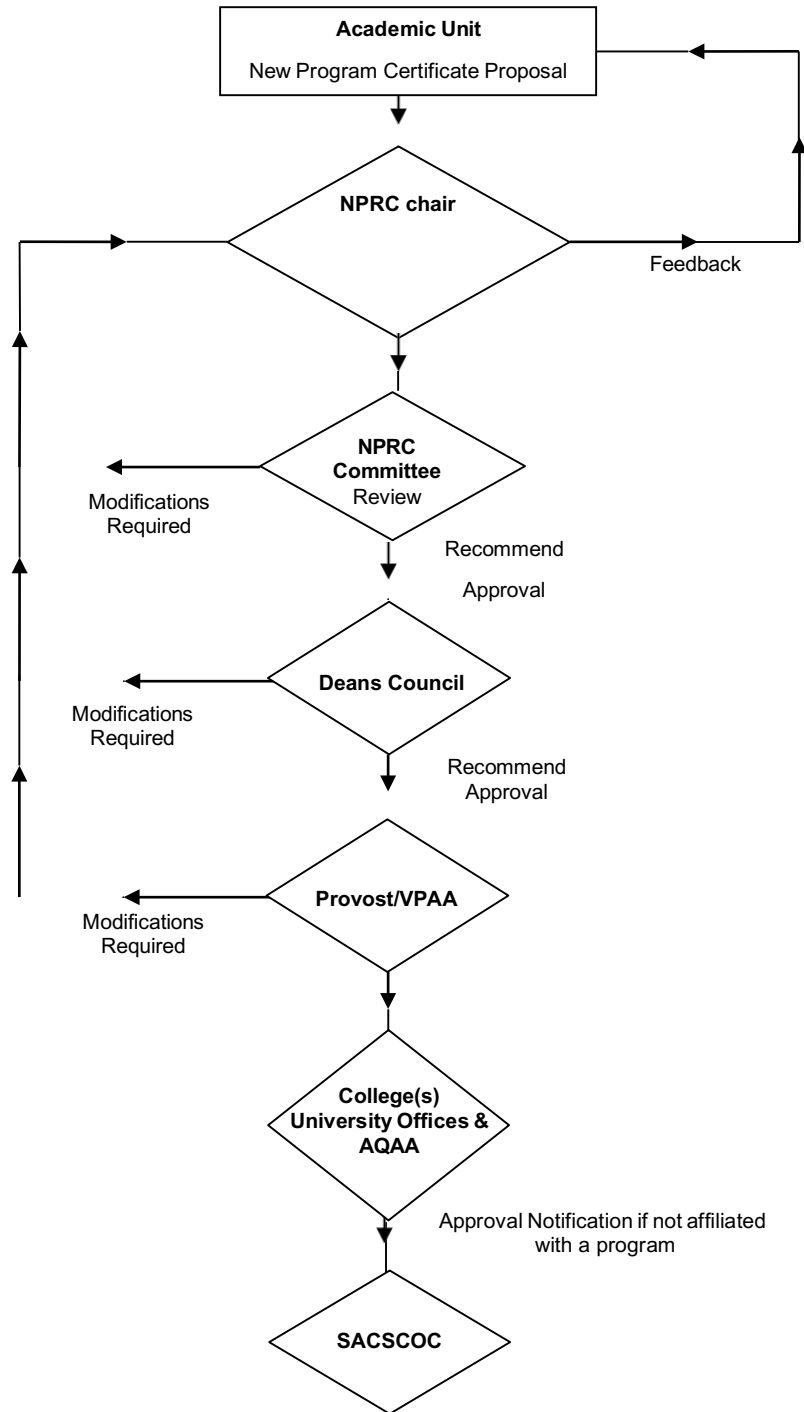 Academic Unit
New Program Certificate Proposal
NPRC chair
Feedback
NPRC
Committee
Review
Modifications
Required
Recommend
Approval
Deans Council
Modifications
Required
Recommend
Approval
Provost/VPAA
Modifications
Required
College(s)
University Offices &
AQAA
Approval Notification if not affiliated
with a program
SACSCOC